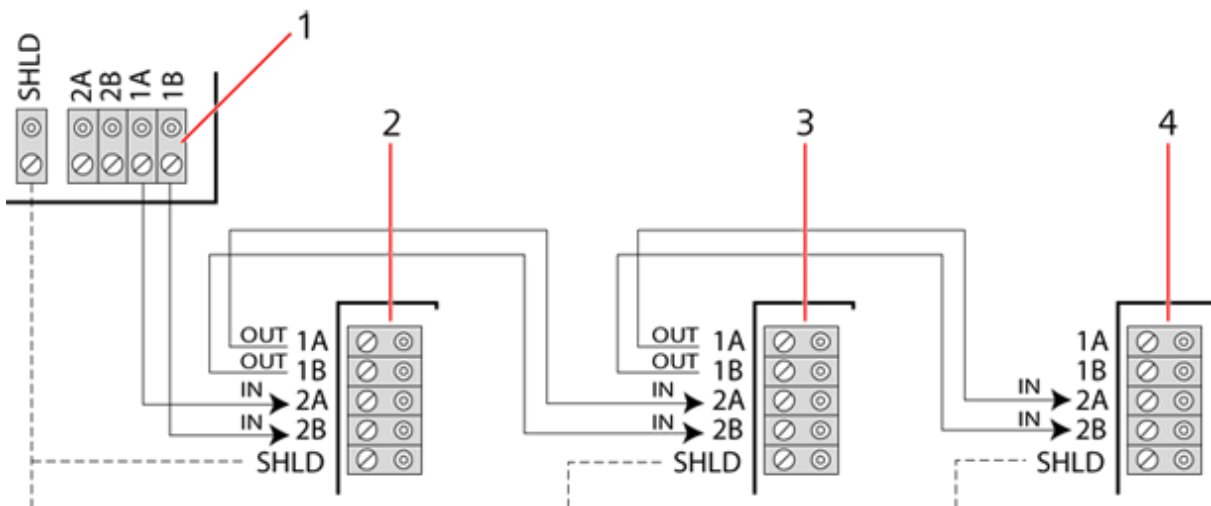 1
SHLD
2A
2B
1A
1B
2
3
4
OUT 1A
OUT 1B
IN 2A
IN 2B
SHLD
OUT 1A
OUT 1B
IN 2A
IN 2B
SHLD
1A
1B
IN 2A
IN 2B
SHLD